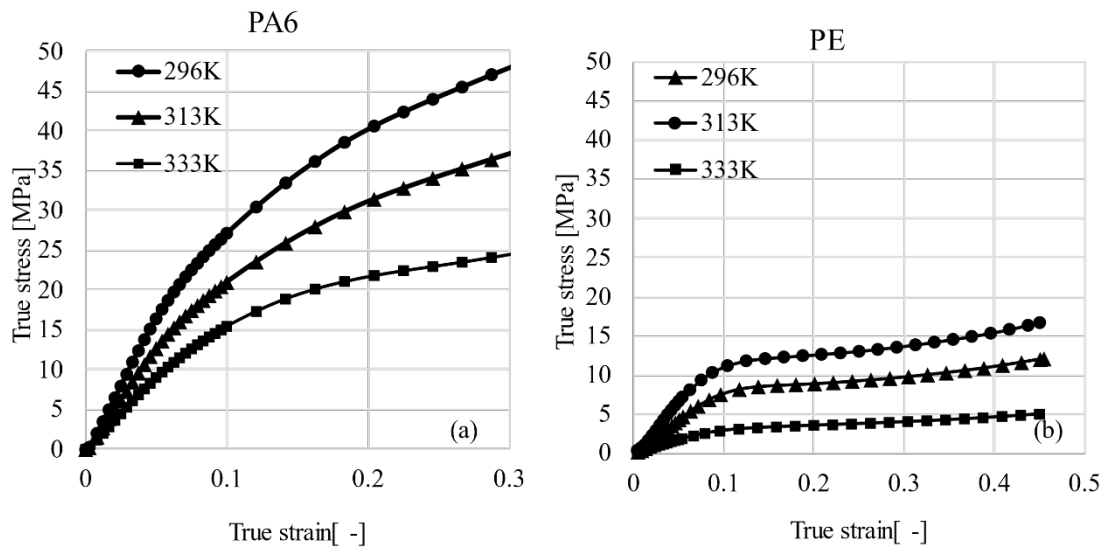 PA6
50
45
40
35
30
25
20
15
10
5
0
True stress [MPa]
296K
313K
333K
(a)
0 0.1 0.2 0.3
True strain[ -]
PE
50
45
40
35
30
25
20
15
10
5
0
True stress [MPa]
296K
313K
333K
(b)
0 0.1 0.2 0.3 0.4 0.5
True strain[ -]